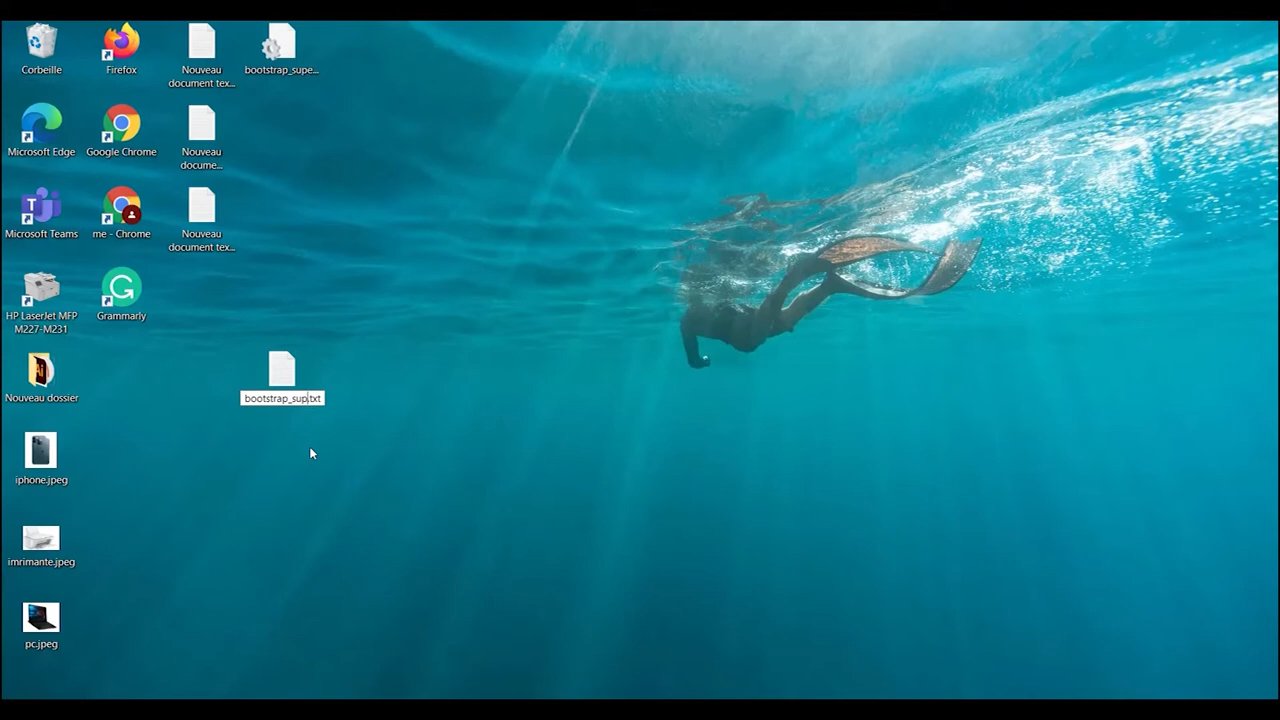 Corbeille
Firefox
Nouveau
document tex...
bootstrap_supe...
Microsoft Edge
Google Chrome
Nouveau
docume...
Microsoft Teams
me - Chrome
Nouveau
document tex...
HP LaserJet MFP
M227-M231
Grammarly
Nouveau dossier
bootstrap_sup.txt
iphone.jpeg
imrimante.jpeg
pc.jpeg